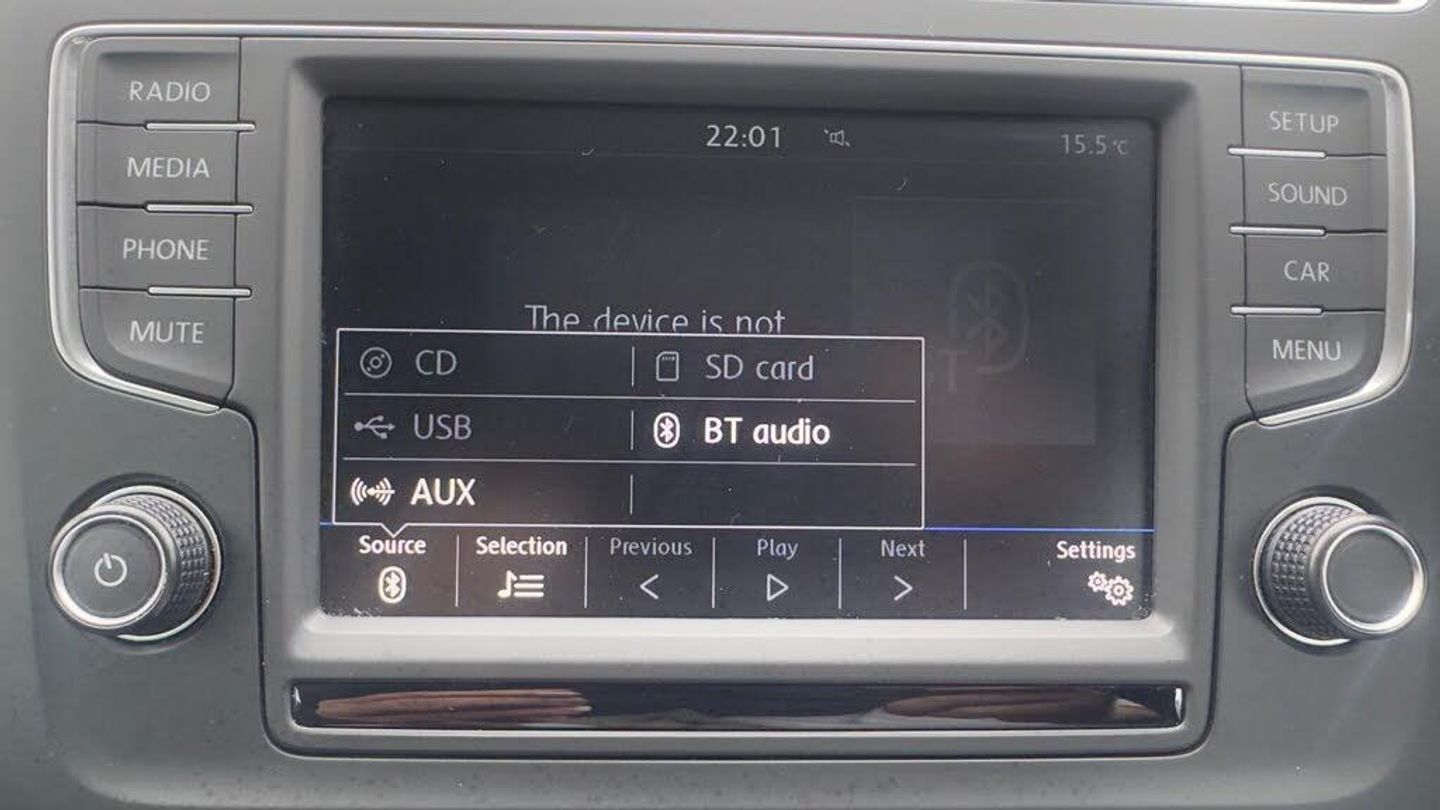 RADIO
MEDIA
PHONE
MUTE
22:01
15.5°C
The device is not
CD
SD card
USB
BT audio
AUX
Source
Selection
Previous
Play
Next
Settings
SETUP
SOUND
CAR
MENU